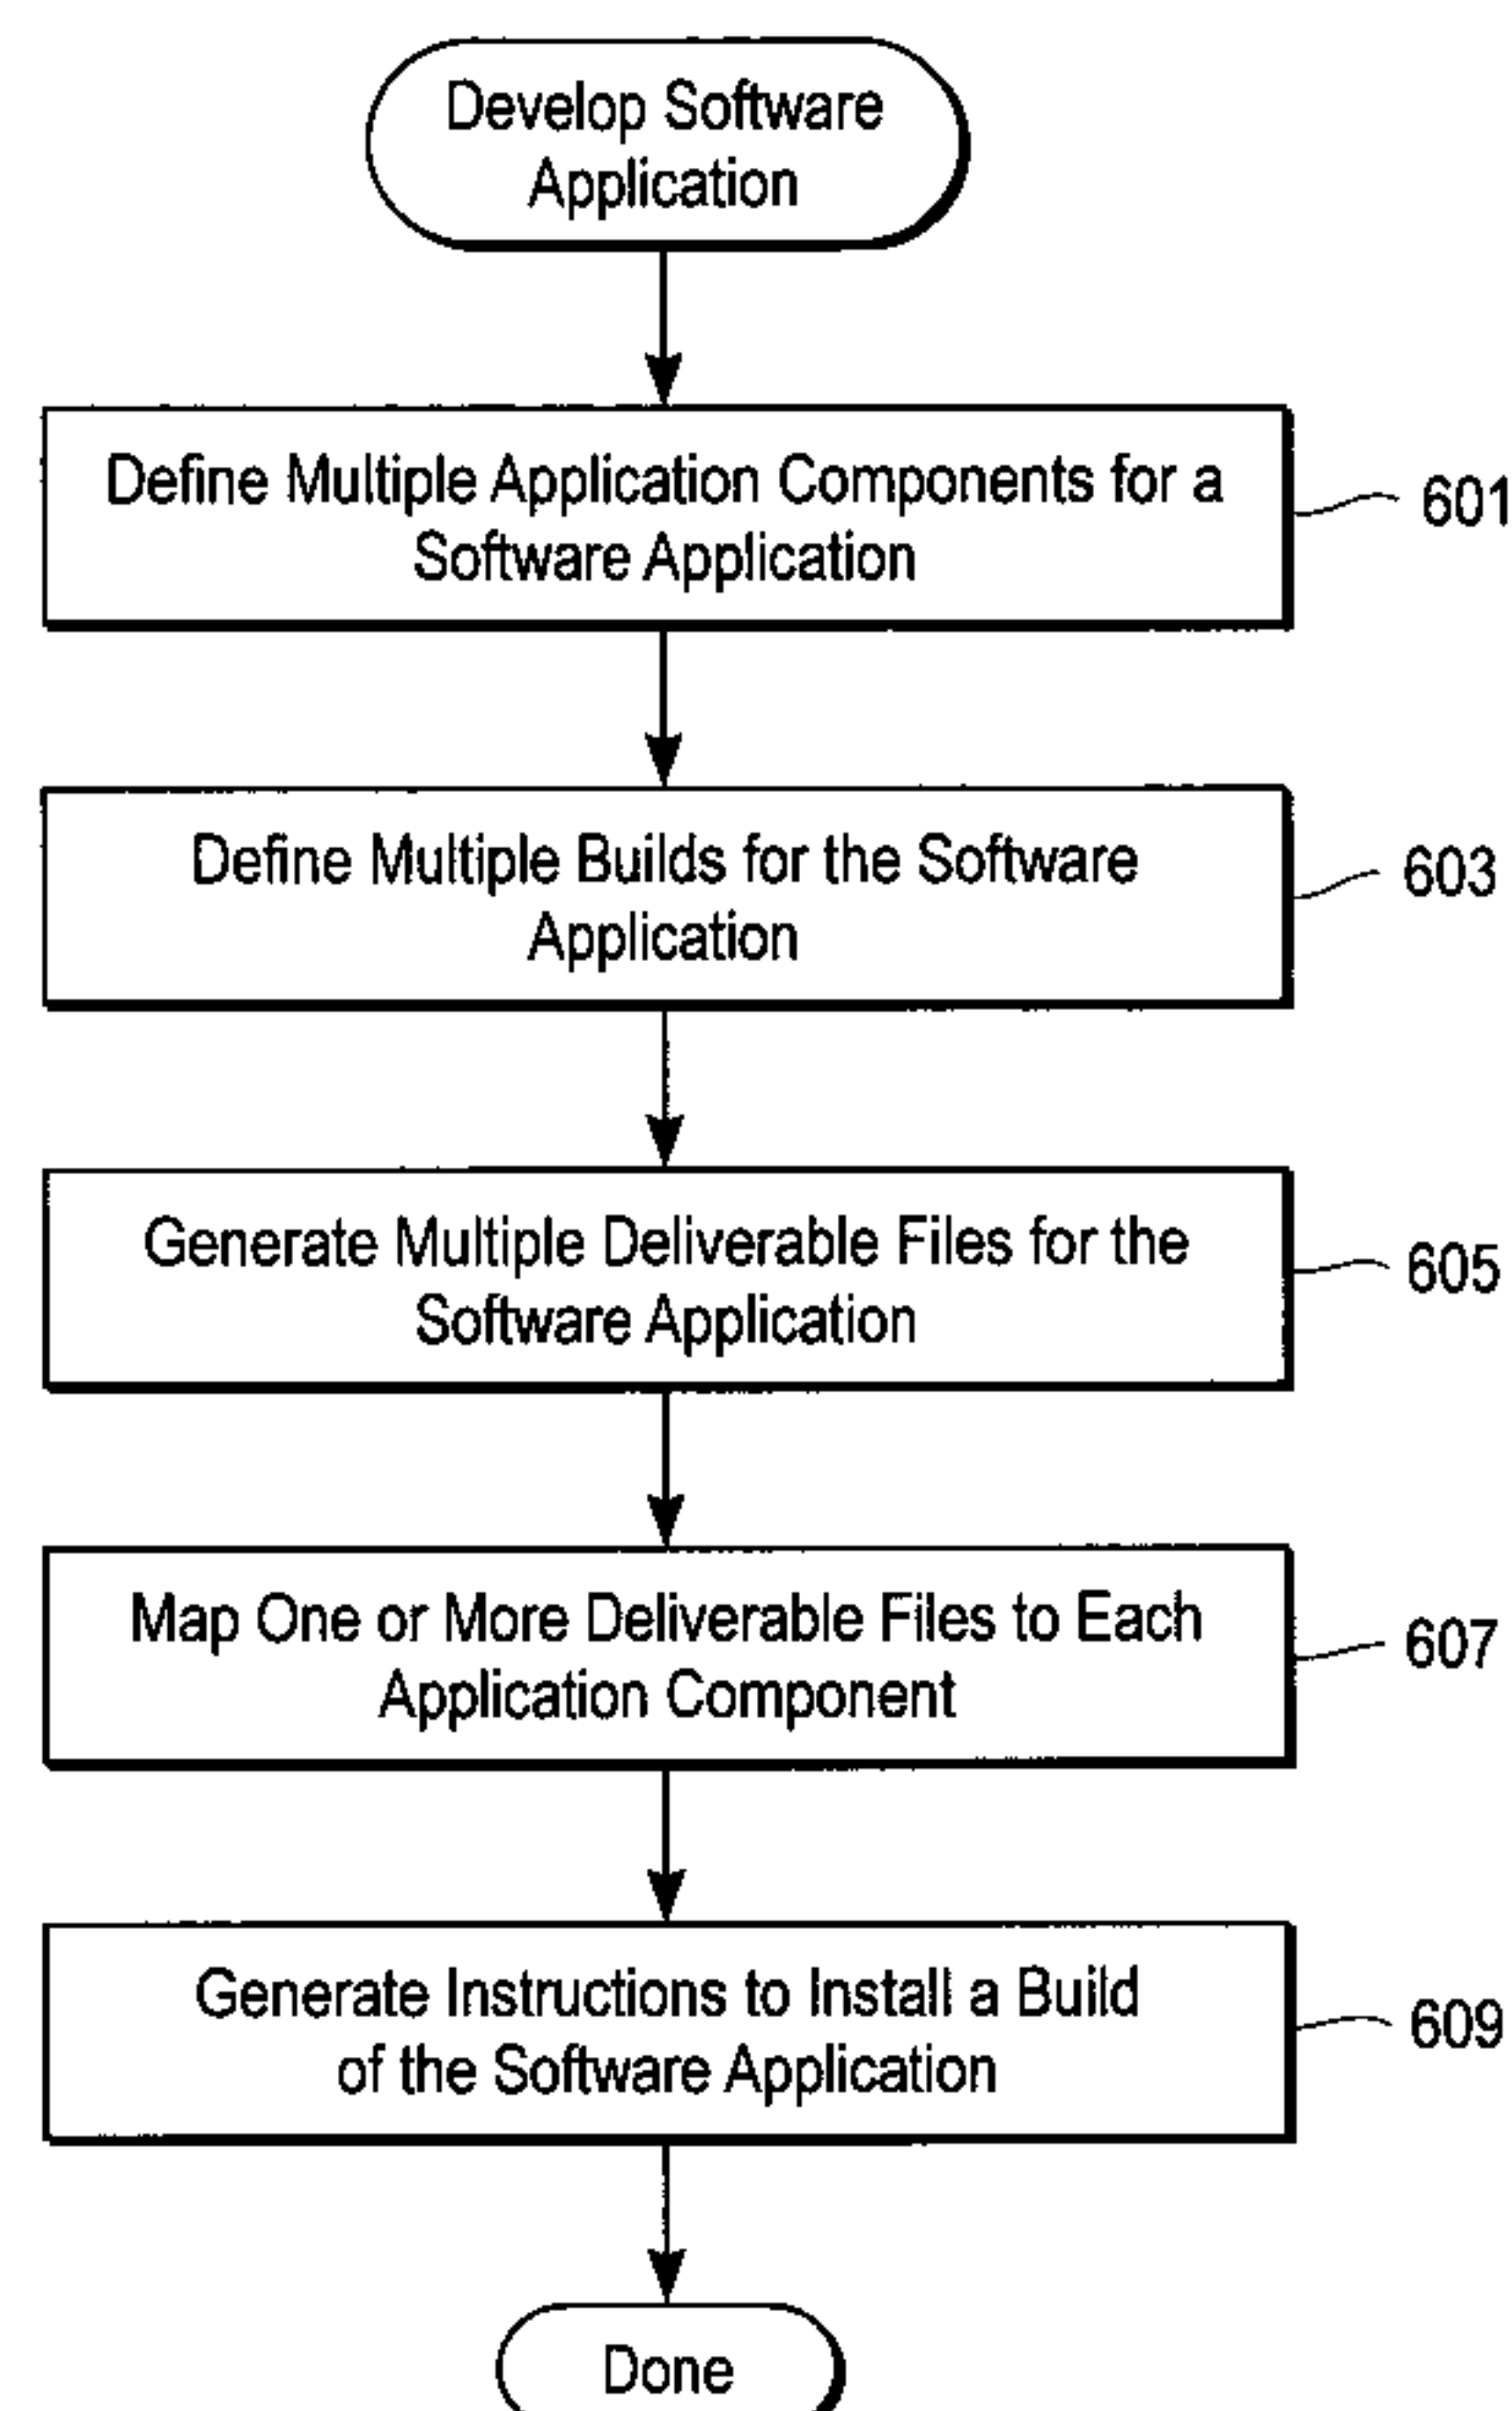 Develop Software
Application
Define Multiple Application Components for a
Software Application
601
Define Multiple Builds for the Software
Application
603
Generate Multiple Deliverable Files for the
Software Application
605
Map One or More Deliverable Files to Each
Application Component
607
Generate Instructions to Install a Build
of the Software Application
609
Done